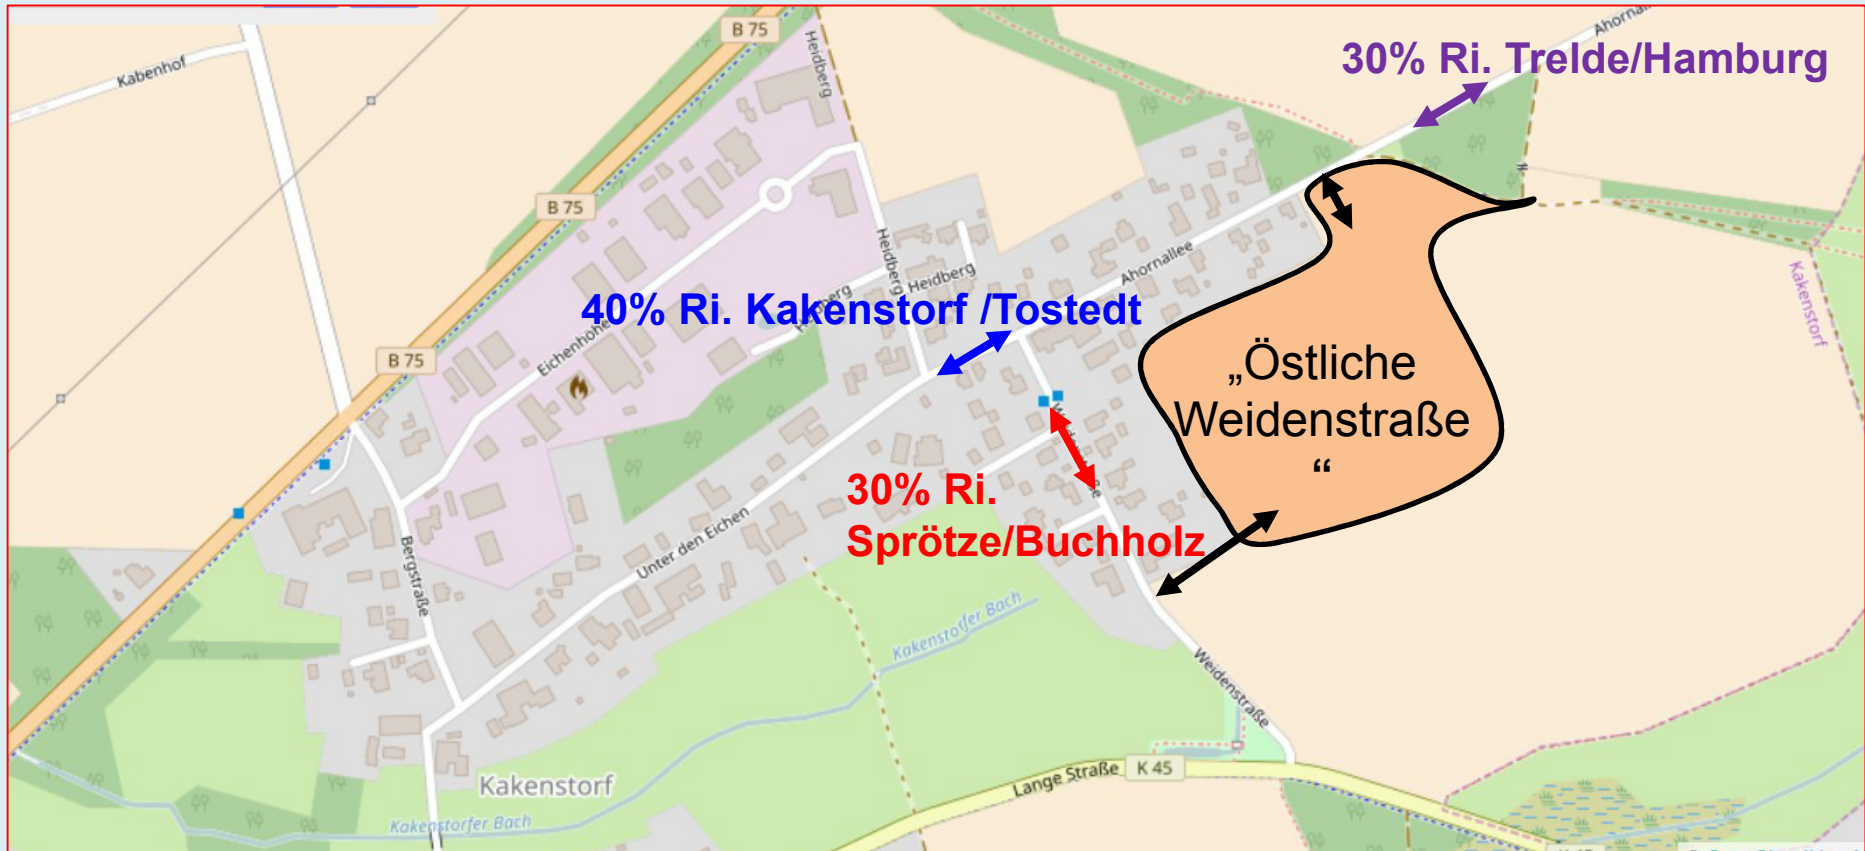 B 75
Ahornal
Kabenhof
Heidberg
30% Ri. Trelde/Hamburg
B 75
Heidberg
Ahornallee
Heidberg
Kakenstorf
40% Ri. Kakenstorf /Tostedt
Eichenhöhe
B 75
„Östliche
Weidenstraße
“
30% Ri.
Sprötze/Buchholz
Unter den Eichen
Bergstraße
Kakenstorfer Bach
Weidenstraße
Kakenstorf
Lange Straße
K 45
Kakenstorfer Bach